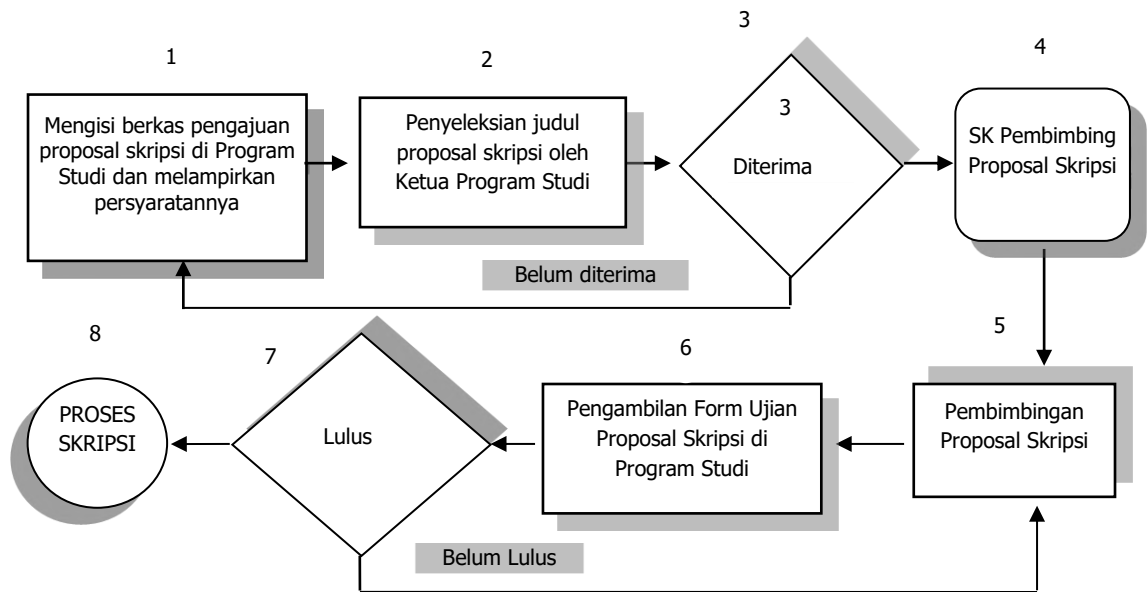 1
Mengisi berkas pengajuan
proposal skripsi di Program
Studi dan melampirkan
persyaratannya
2
Penyeleksian judul
proposal skripsi oleh
Ketua Program Studi
3
3
Diterima
4
SK Pembimbing
Proposal Skripsi
Belum diterima
5
Pembimbingan
Proposal Skripsi
6
Pengambilan Form Ujian
Proposal Skripsi di
Program Studi
7
Lulus
8
PROSES
SKRIPSI
Belum Lulus